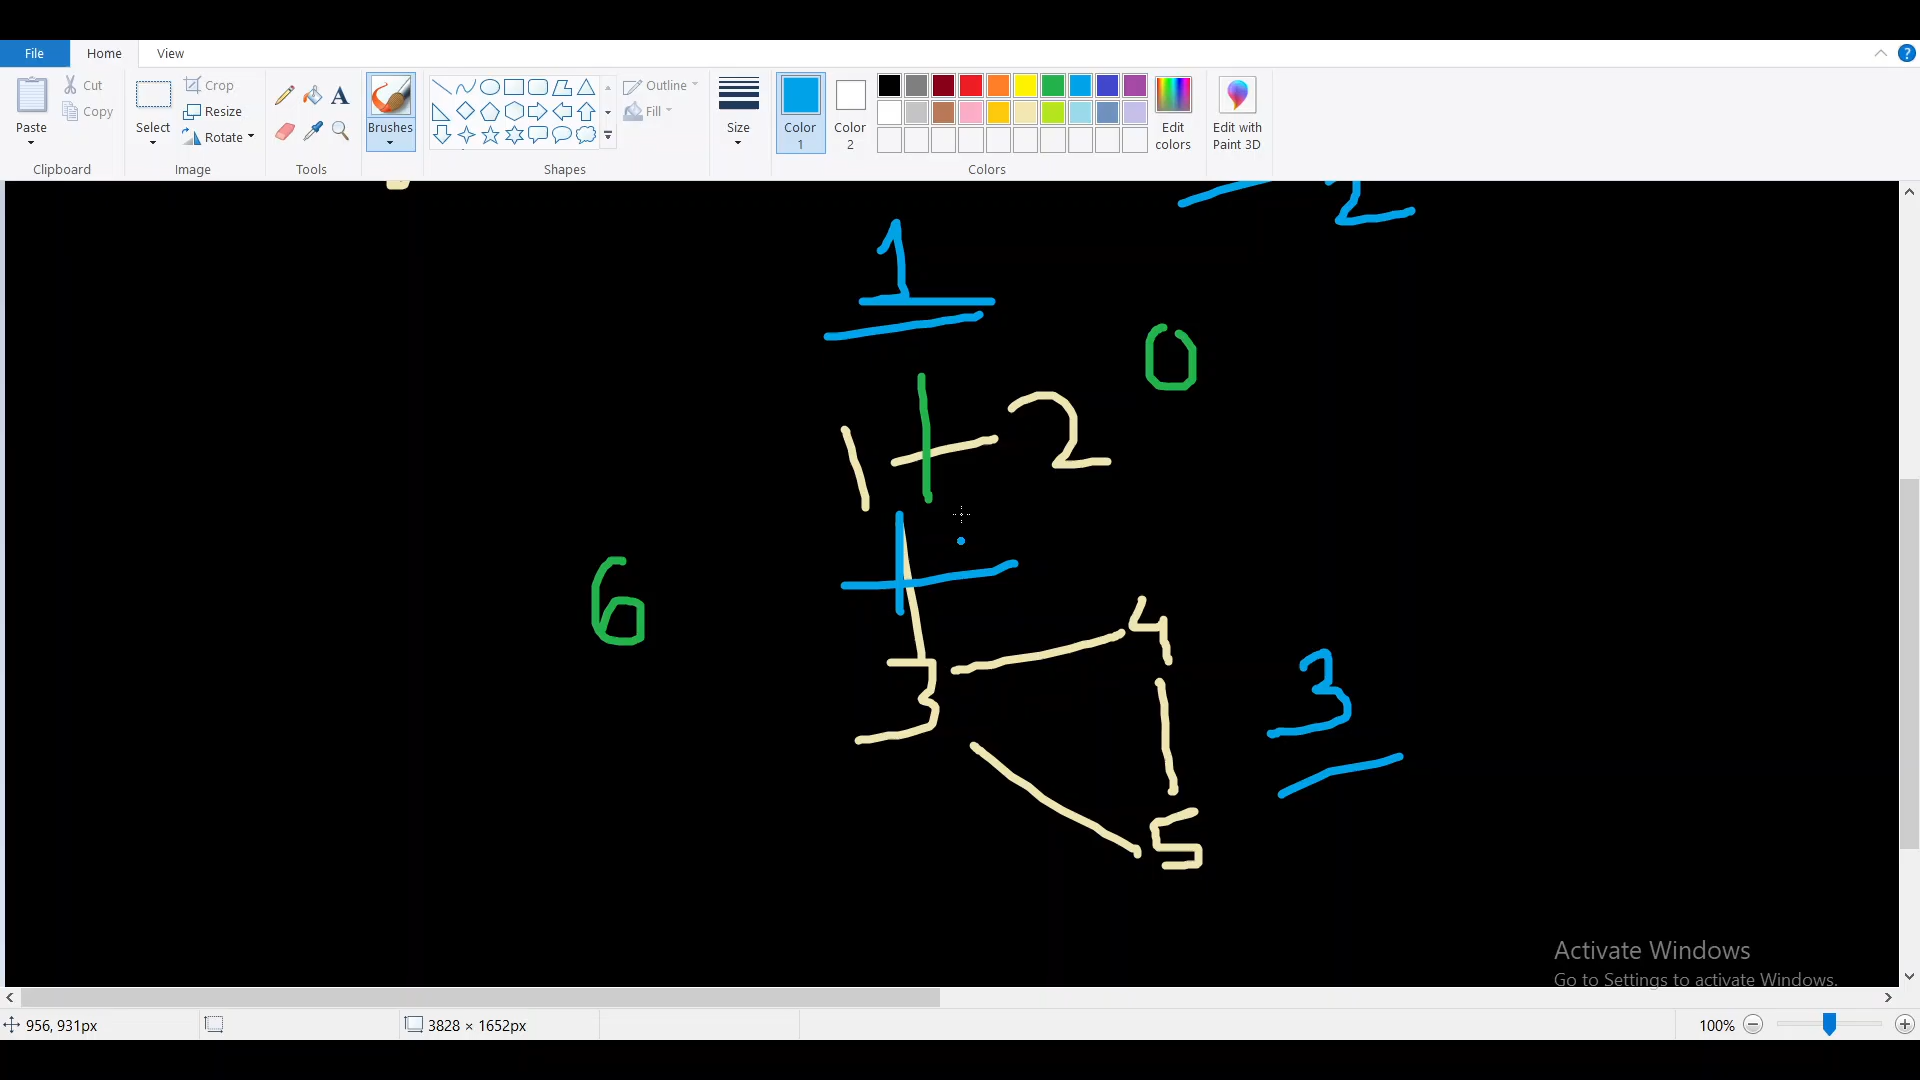 File Home View
Paste
Cut
Copy
Clipboard
Select
Crop
Resize
Rotate
Image
A
Tools
Brushes
Shapes
Outline
Fill
Size
Color 1
Color 2
Edit colors
Colors
Edit with Paint 3D
2
1
0
1 2
6
4
3
3
5
Activate Windows
Go to Settings to activate Windows.
956, 931px
3828 × 1652px
100%